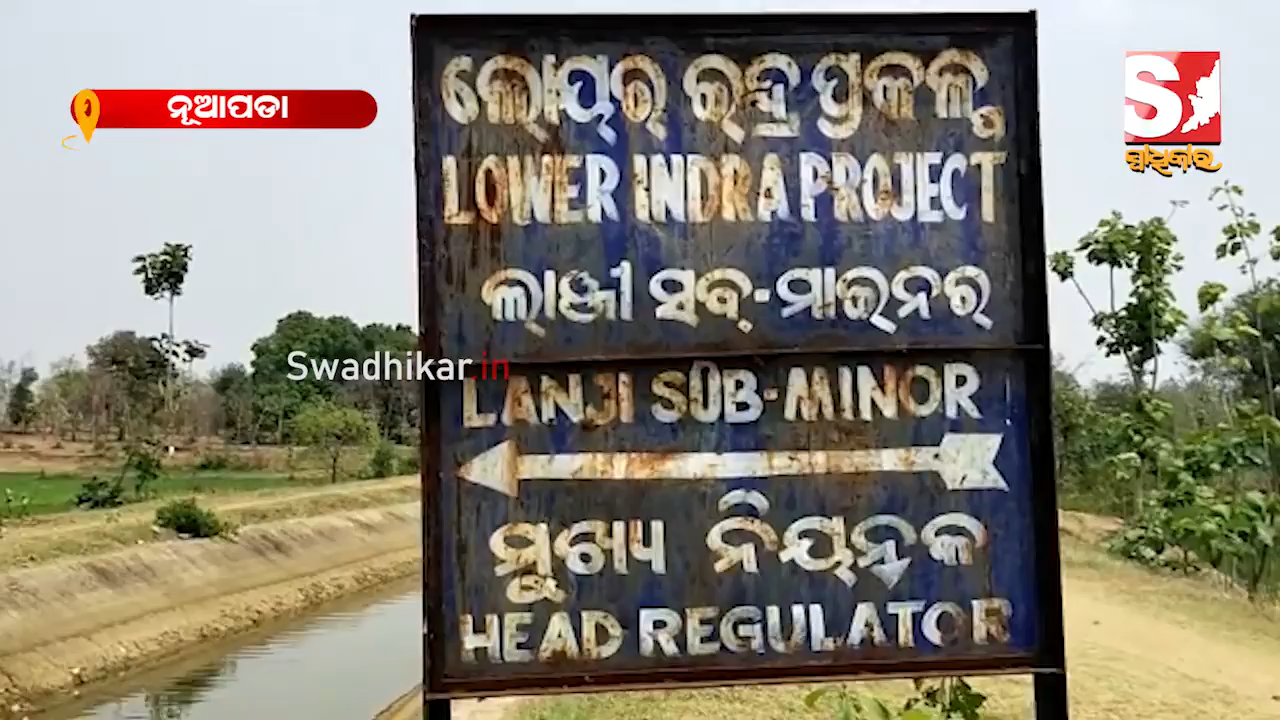 ନୂଆପଡା
S
ସ୍ୱାଧିକାର
ଲୋୟର ଇନ୍ଦ୍ର ପ୍ରକଳ୍ପ
LOWER INDRA PROJECT
ଲାଞ୍ଜୀ ସବ୍-ମାଇନର
Swadhikar.in
LANJI SUB-MINOR
ମୁଖ୍ୟ ନିୟନ୍ତ୍ରକ
HEAD REGULATOR